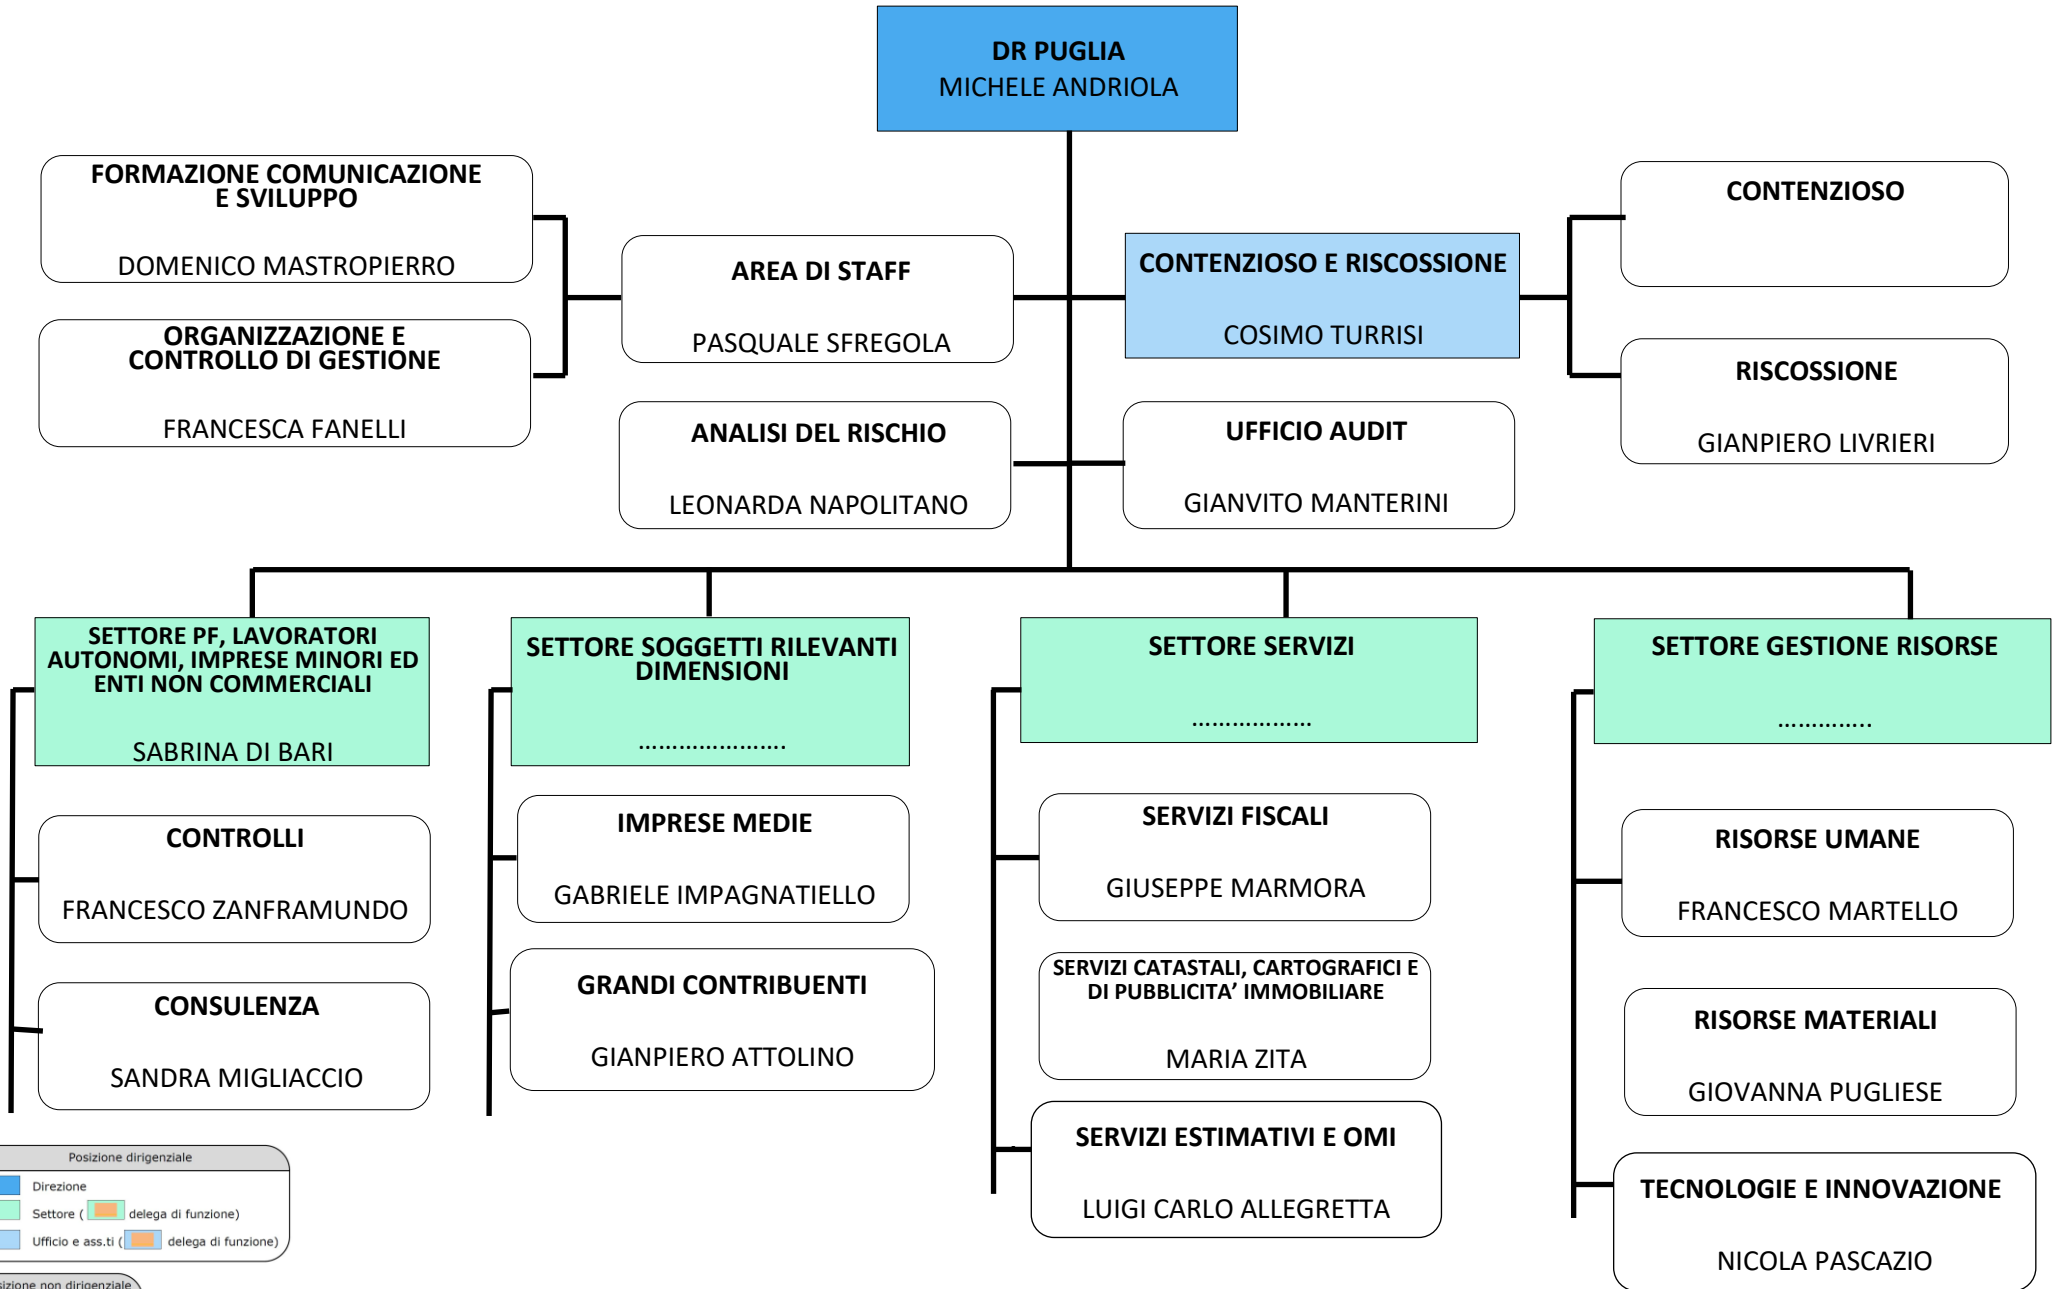 DR PUGLIA
MICHELE ANDRIOLA
FORMAZIONE COMUNICAZIONE
E SVILUPPO
DOMENICO MASTROPIERRO
ORGANIZZAZIONE E
CONTROLLO DI GESTIONE
FRANCESCA FANELLI
AREA DI STAFF
PASQUALE SFREGOLA
CONTENZIOSO E RISCOSSIONE
COSIMO TURRISI
CONTENZIOSO
RISCOSSIONE
GIANPIERO LIVRIERI
ANALISI DEL RISCHIO
LEONARDA NAPOLITANO
UFFICIO AUDIT
GIANVITO MANTERINI
SETTORE PF, LAVORATORI
AUTONOMI, IMPRESE MINORI ED
ENTI NON COMMERCIALI
SABRINA DI BARI
CONTROLLI
FRANCESCO ZANFRAMUNDO
CONSULENZA
SANDRA MIGLIACCIO
SETTORE SOGGETTI RILEVANTI
DIMENSIONI
………………….
IMPRESE MEDIE
GABRIELE IMPAGNATIELLO
GRANDI CONTRIBUENTI
GIANPIERO ATTOLINO
SETTORE SERVIZI
………………
SERVIZI FISCALI
GIUSEPPE MARMORA
SERVIZI CATASTALI, CARTOGRAFICI E
DI PUBBLICITA’ IMMOBILIARE
MARIA ZITA
SERVIZI ESTIMATIVI E OMI
LUIGI CARLO ALLEGRETTA
SETTORE GESTIONE RISORSE
…………..
RISORSE UMANE
FRANCESCO MARTELLO
RISORSE MATERIALI
GIOVANNA PUGLIESE
TECNOLOGIE E INNOVAZIONE
NICOLA PASCAZIO
Posizione dirigenziale
Direzione
Settore ( delega di funzione)
Ufficio e ass.ti ( delega di funzione)
non dirigenziale